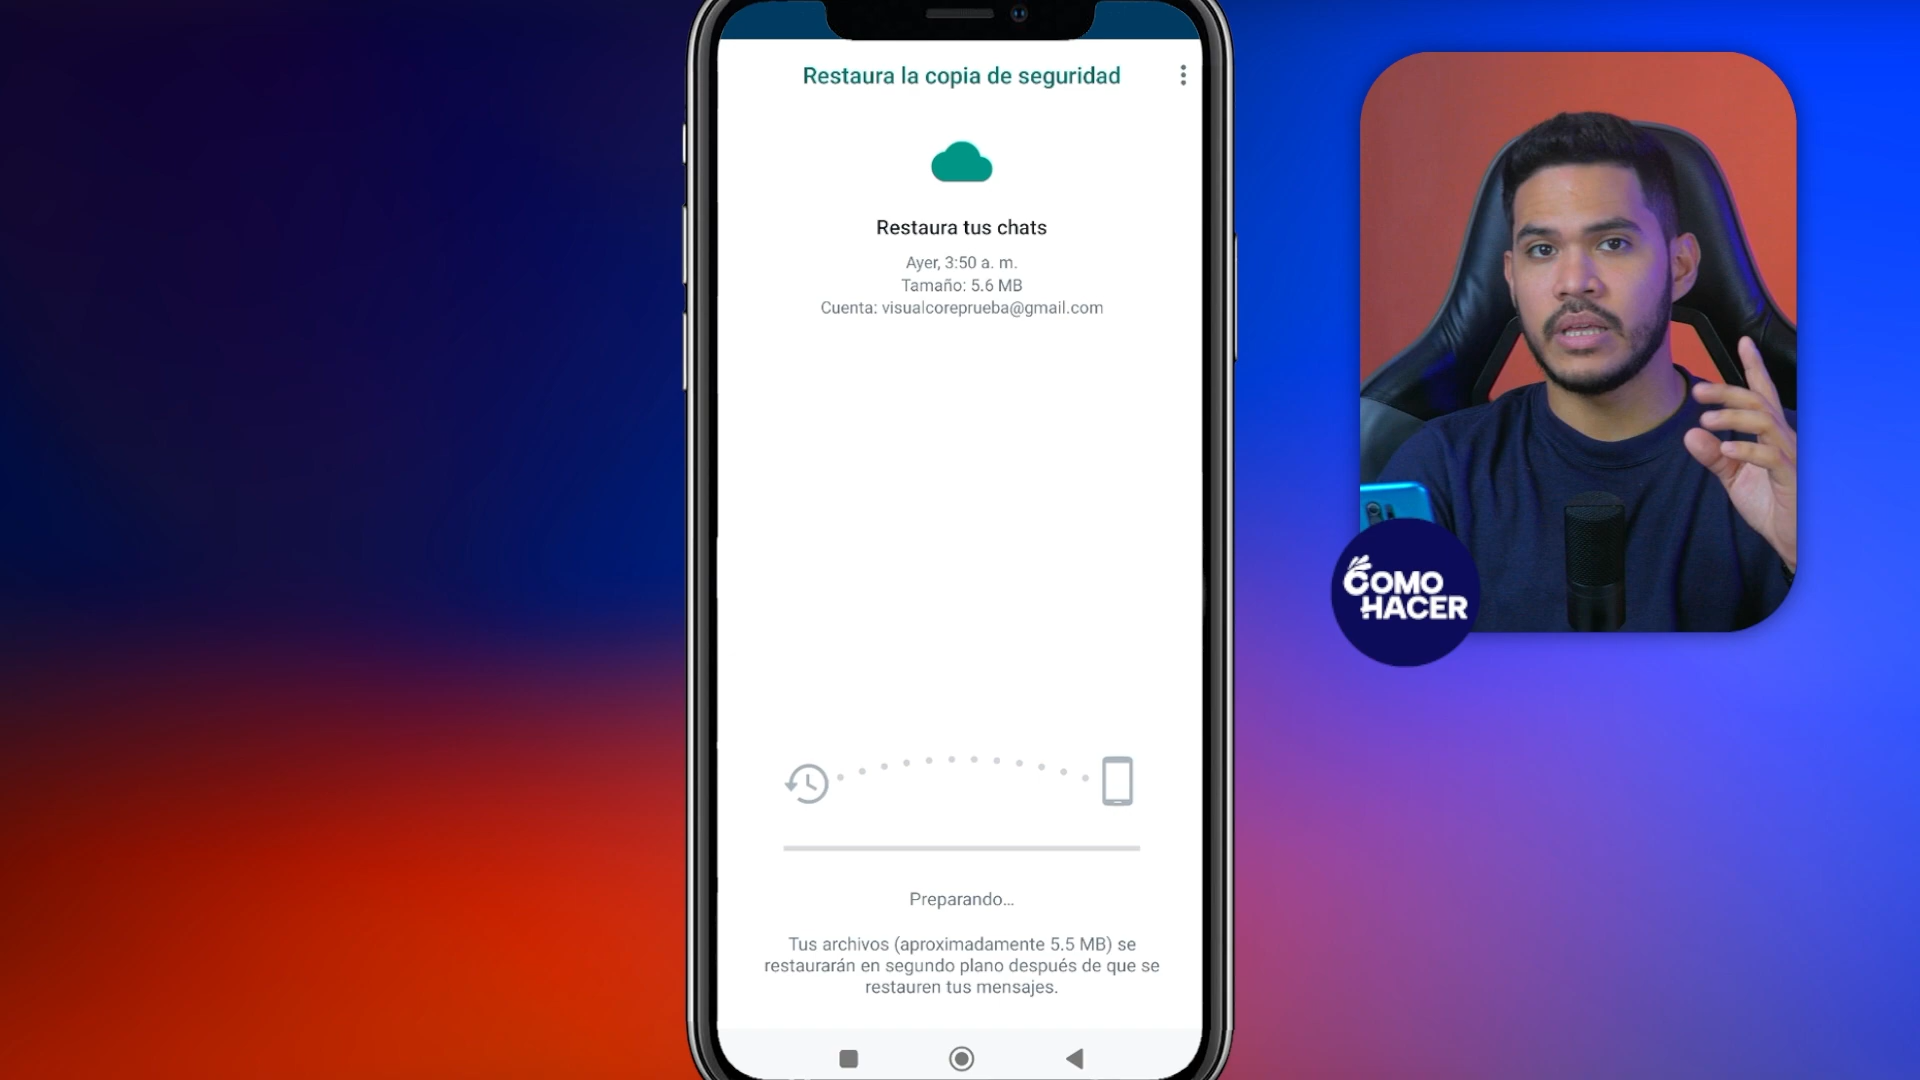 Restaura la copia de seguridad
Restaura tus chats
Ayer, 3:50 a. m.
Tamaño: 5.6 MB
Cuenta: visualcoreprueba@gmail.com
Preparando...
Tus archivos (aproximadamente 5.5 MB) se
restaurarán en segundo plano después de que se
restauren tus mensajes.
COMO
HACER